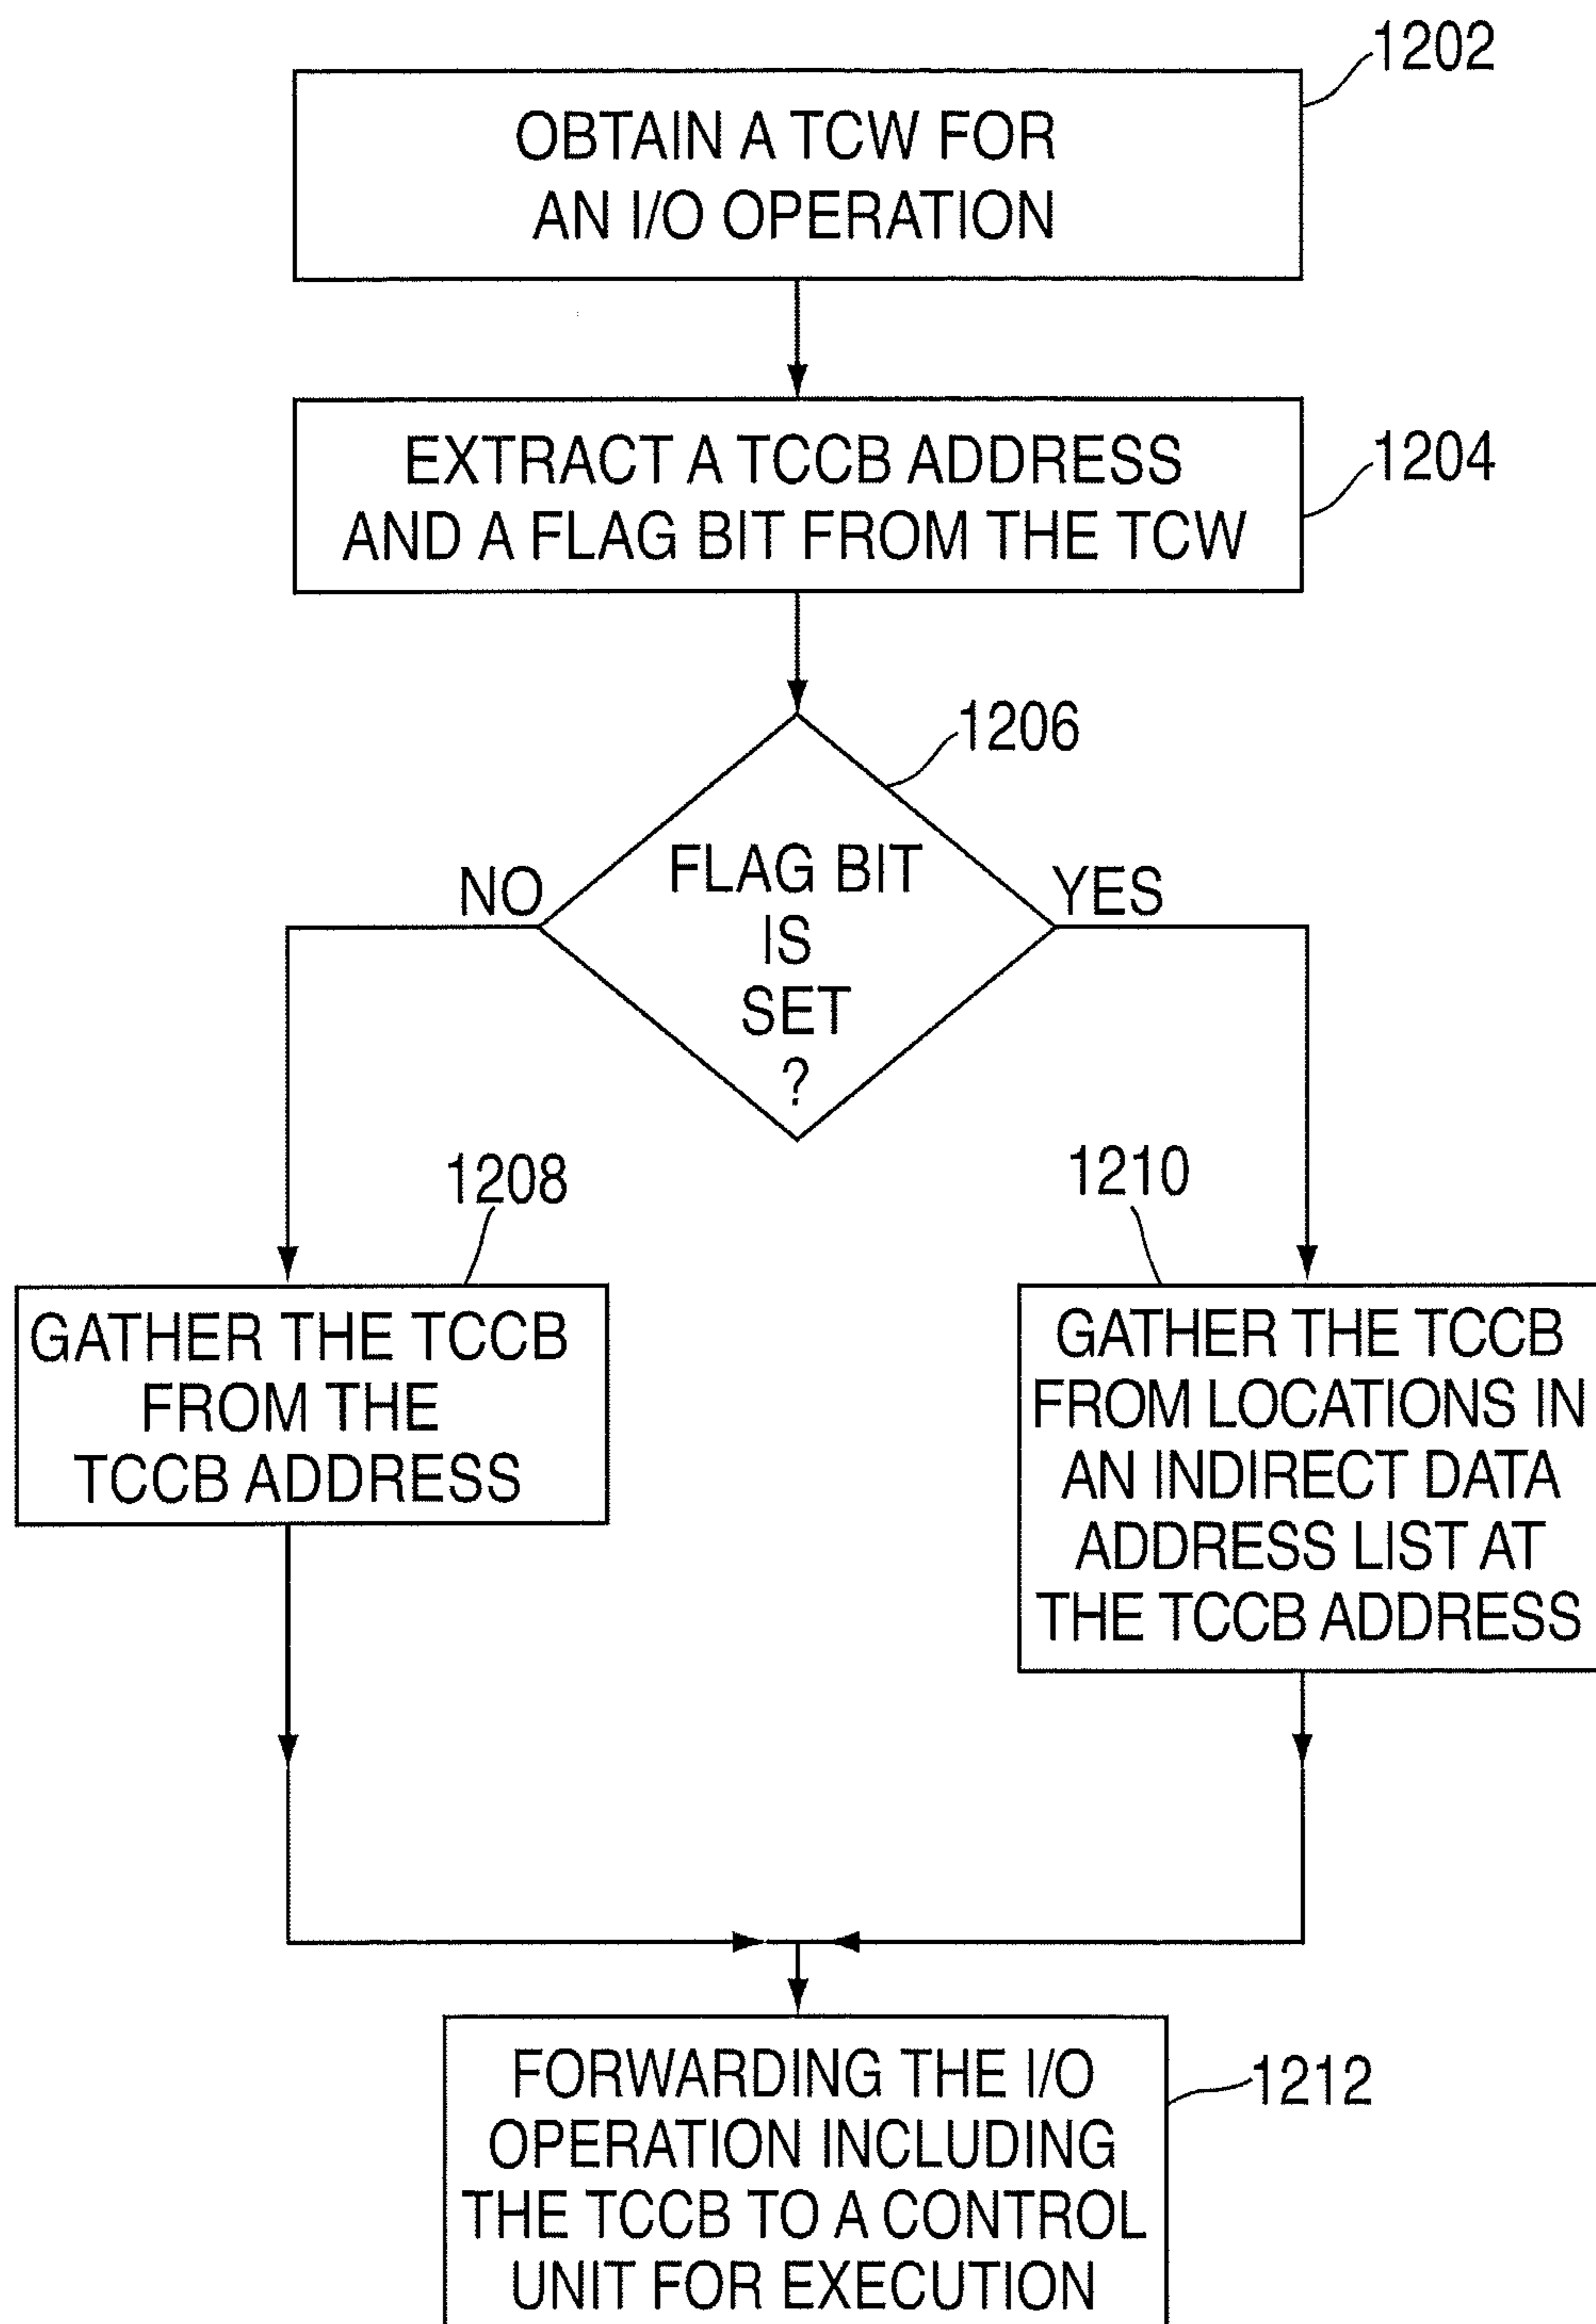 1202
OBTAIN A TCW FOR
AN I/O OPERATION
EXTRACT A TCCB ADDRESS
AND A FLAG BIT FROM THE TCW
1204
1206
NO
FLAG BIT
IS
SET
?
YES
1208
GATHER THE TCCB
FROM THE
TCCB ADDRESS
1210
GATHER THE TCCB
FROM LOCATIONS IN
AN INDIRECT DATA
ADDRESS LIST AT
THE TCCB ADDRESS
FORWARDING THE I/O
OPERATION INCLUDING
THE TCCB TO A CONTROL
UNIT FOR EXECUTION
1212